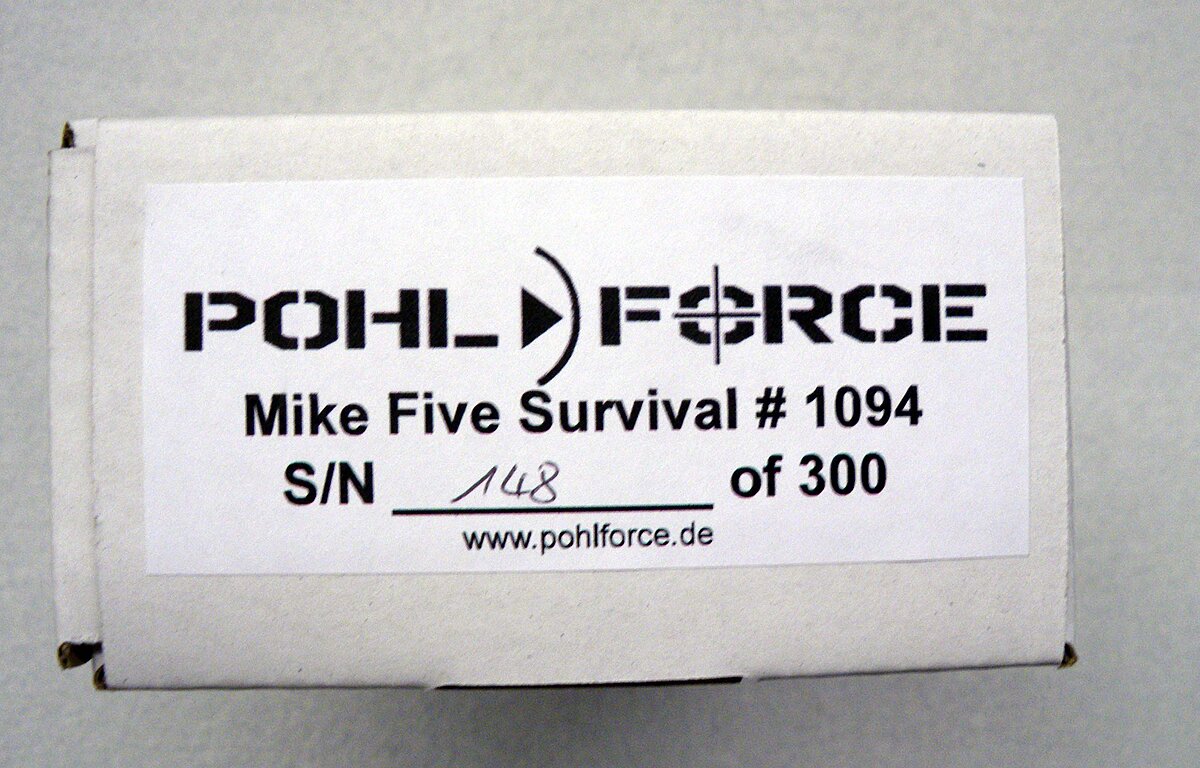 POHL FORCE
Mike Five Survival # 1094
S/N 148 of 300
www.pohlforce.de